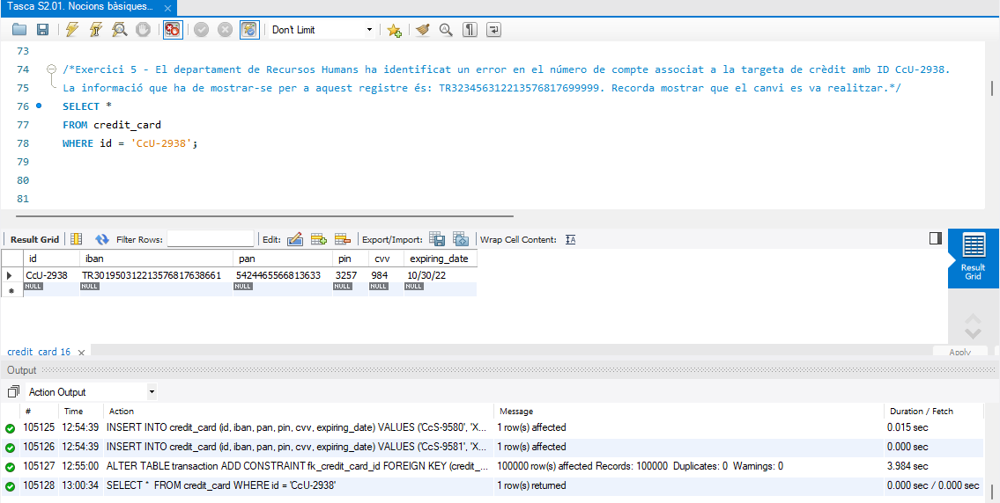 Tasca S2.01. Nocions bàsiques...
Don't Limit
73
74 /*Exercici 5 - El departament de Recursos Humans ha identificat un error en el número de compte associat a la targeta de crèdit amb ID CcU-2938.
75 La informació que ha de mostrar-se per a aquest registre és: TR323456312213576817699999. Recorda mostrar que el canvi es va realitzar.*/
76 SELECT *
77 FROM credit_card
78 WHERE id = 'CcU-2938';
79
80
81
Result Grid Filter Rows: Edit: Export/Import: Wrap Cell Content:
id iban pan pin cvv expiring_date
CcU-2938 TR301950312213576817638661 5424465566813633 3257 984 10/30/22
NULL NULL NULL NULL NULL NULL
Result Grid
credit_card 16 Apply
Output
Action Output
# Time Action Message Duration / Fetch
105125 12:54:39 INSERT INTO credit_card (id, iban, pan, pin, cvv, expiring_date) VALUES ('CcS-9580', 'X... 1 row(s) affected 0.015 sec
105126 12:54:39 INSERT INTO credit_card (id, iban, pan, pin, cvv, expiring_date) VALUES ('CcS-9581', 'X... 1 row(s) affected 0.000 sec
105127 12:55:00 ALTER TABLE transaction ADD CONSTRAINT fk_credit_card_id FOREIGN KEY (credit_... 100000 row(s) affected Records: 100000 Duplicates: 0 Warnings: 0 3.984 sec
105128 13:00:34 SELECT * FROM credit_card WHERE id = 'CcU-2938' 1 row(s) returned 0.000 sec / 0.000 sec